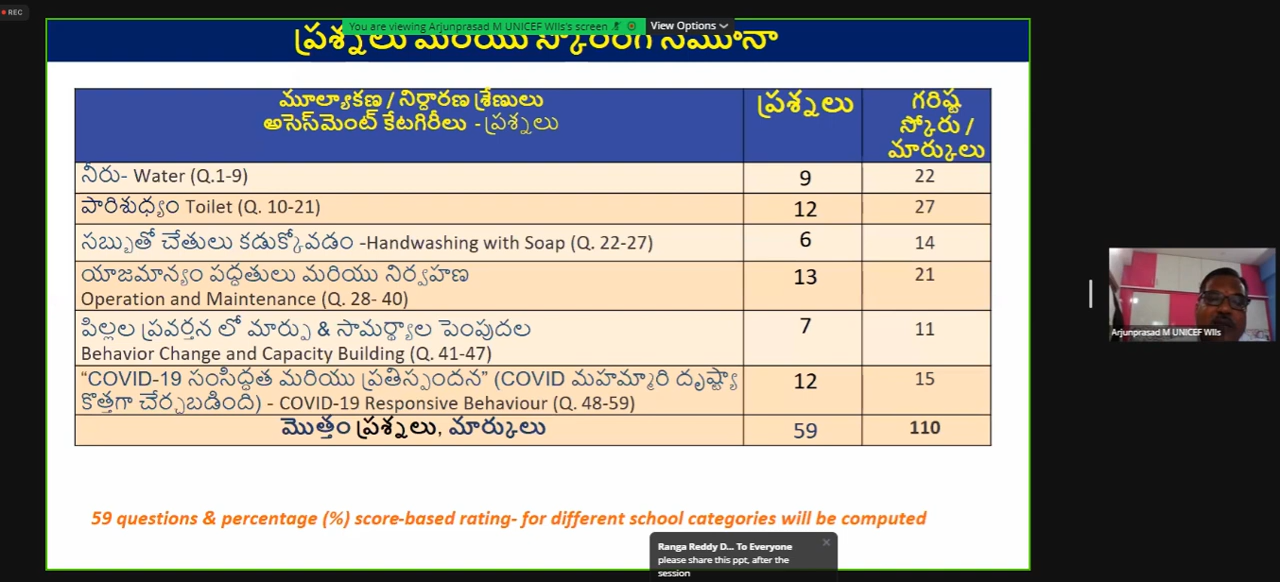 REC
You are viewing Arjunprasad M UNICEF WIIs's screen
View Options
ప్రశ్నలు మరియు స్కోరింగ్ నమూనా
మూల్యాకణ / నిర్ధారణ శ్రేణులు
అసెస్‌మెంట్ కేటగిరీలు - ప్రశ్నలు
ప్రశ్నలు
గరిష్ట
స్కోరు /
మార్కులు
నీరు- Water (Q.1-9)
9
22
పారిశుధ్యం Toilet (Q. 10-21)
12
27
సబ్బుతో చేతులు కడుక్కోవడం -Handwashing with Soap (Q. 22-27)
6
14
యాజమాన్యం పద్ధతులు మరియు నిర్వహణ
Operation and Maintenance (Q. 28- 40)
13
21
పిల్లల ప్రవర్తన లో మార్పు & సామర్థ్యాల పెంపుదల
Behavior Change and Capacity Building (Q. 41-47)
7
11
“COVID-19 సంసిద్ధత మరియు ప్రతిస్పందన” (COVID మహమ్మారి దృష్ట్యా
కొత్తగా చేర్చబడింది) - COVID-19 Responsive Behaviour (Q. 48-59)
12
15
మొత్తం ప్రశ్నలు, మార్కులు
59
110
59 questions & percentage (%) score-based rating- for different school categories will be computed
Ranga Reddy D... To Everyone
please share this ppt, after the
session
Arjunprasad M UNICEF WIIs